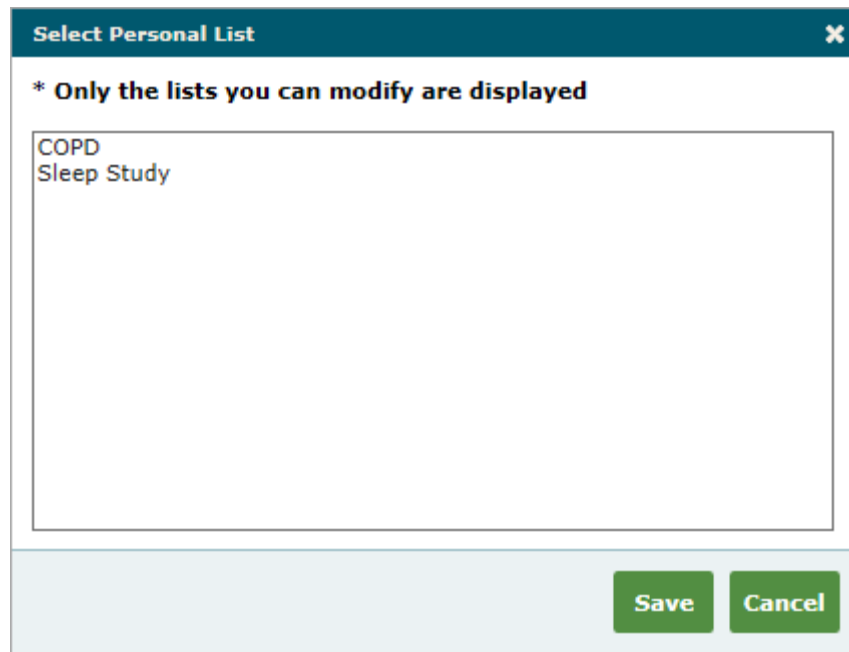 Select Personal List
* Only the lists you can modify are displayed
COPD
Sleep Study
Save Cancel